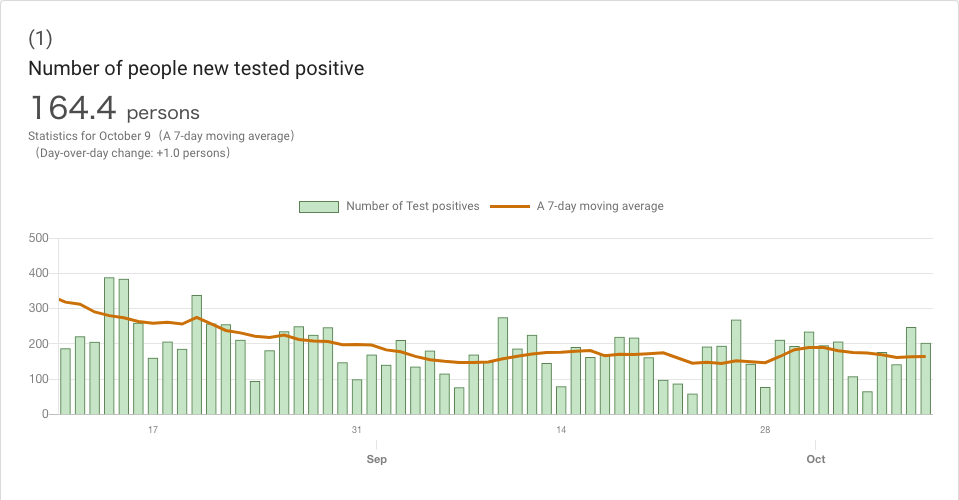 (1)
Number of people new tested positive
164.4 persons
Statistics for October 9（A 7-day moving average）
（Day-over-day change: +1.0 persons）
Number of Test positives A 7-day moving average
500
400
300
200
100
0
17 31 14 28
Sep Oct